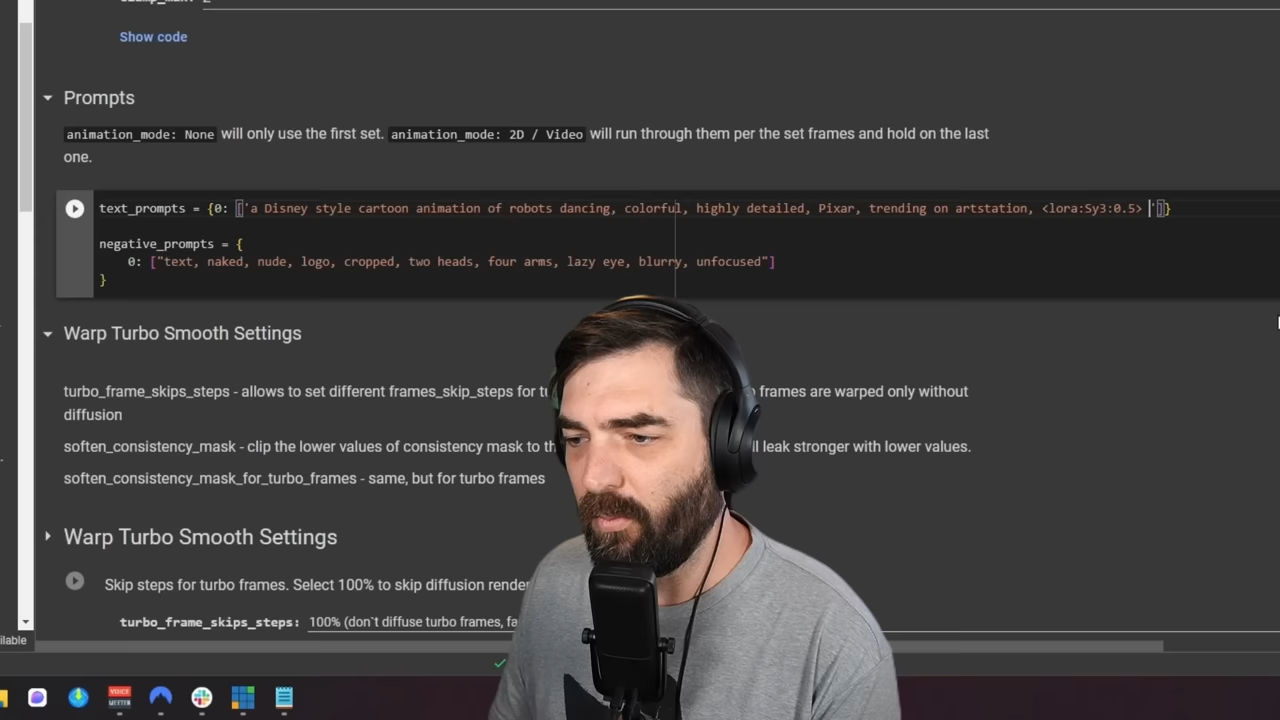 Show code
Prompts
animation_mode: None will only use the first set. animation_mode: 2D / Video will run through them per the set frames and hold on the last
one.
text_prompts = {0: ['a Disney style cartoon animation of robots dancing, colorful, highly detailed, Pixar, trending on artstation, <lora:Sy3:0.5> ']}
negative_prompts = {
0: ["text, naked, nude, logo, cropped, two heads, four arms, lazy eye, blurry, unfocused"]
}
Warp Turbo Smooth Settings
turbo_frame_skips_steps - allows to set different frames_skip_steps for frames are warped only without
diffusion
soften_consistency_mask - clip the lower values of consistency mask to leak stronger with lower values.
soften_consistency_mask_for_turbo_frames - same, but for turbo frames
Warp Turbo Smooth Settings
Skip steps for turbo frames. Select 100% to skip diffusion
turbo_frame_skips_steps: 100% (don`t diffuse turbo frames,
VOICE
MEETER